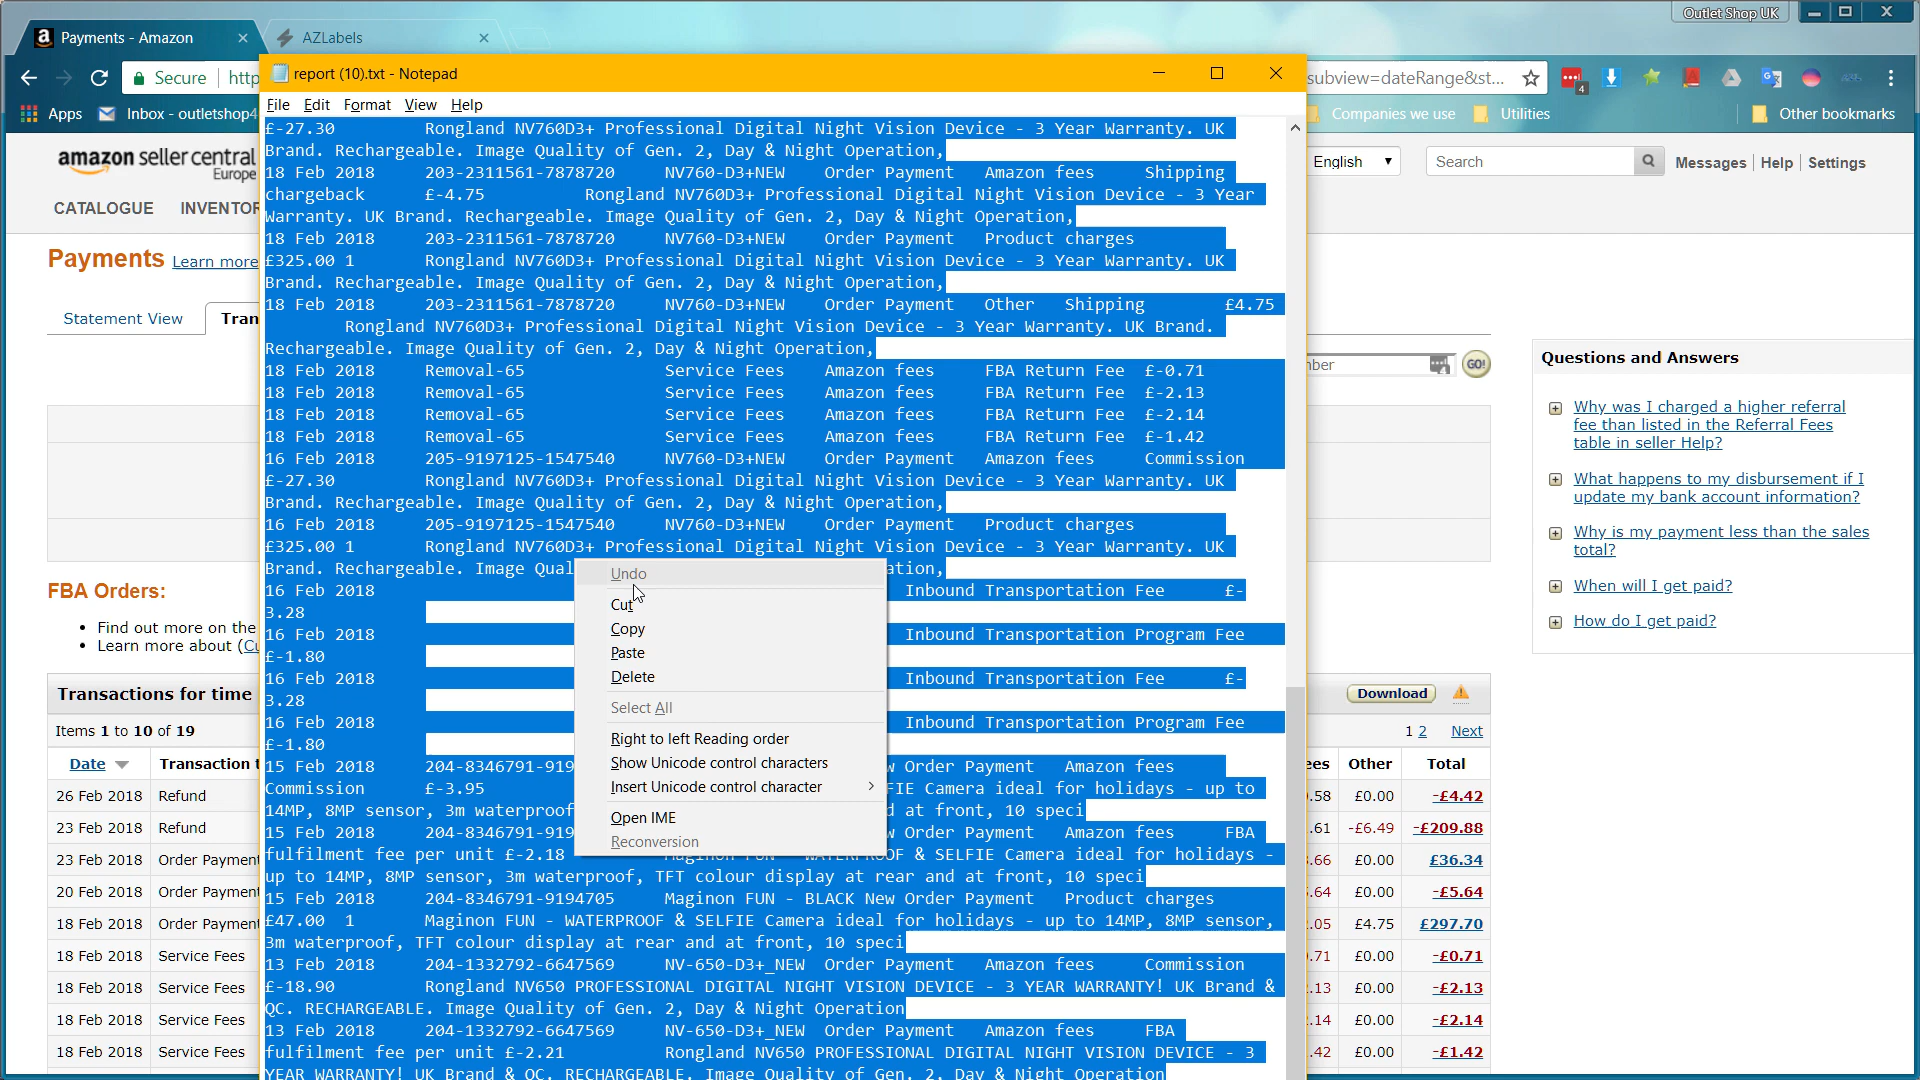 Outlet Shop UK
Payments - Amazon
AZLabels
Secure
http
report (10).txt - Notepad
subview=dateRange&st...
4
Apps
Inbox - outletshop4
Companies we use
Utilities
Other bookmarks
File Edit Format View Help
amazon seller central
Europe
English
Search
Messages
Help
Settings
CATALOGUE
INVENTOR
Payments
Learn more
Statement View
Tran
£-27.30 Rongland NV760D3+ Professional Digital Night Vision Device - 3 Year Warranty. UK
Brand. Rechargeable. Image Quality of Gen. 2, Day & Night Operation,
18 Feb 2018 203-2311561-7878720 NV760-D3+NEW Order Payment Amazon fees Shipping
chargeback £-4.75 Rongland NV760D3+ Professional Digital Night Vision Device - 3 Year
Warranty. UK Brand. Rechargeable. Image Quality of Gen. 2, Day & Night Operation,
18 Feb 2018 203-2311561-7878720 NV760-D3+NEW Order Payment Product charges
£325.00 1 Rongland NV760D3+ Professional Digital Night Vision Device - 3 Year Warranty. UK
Brand. Rechargeable. Image Quality of Gen. 2, Day & Night Operation,
18 Feb 2018 203-2311561-7878720 NV760-D3+NEW Order Payment Other Shipping £4.75
Rongland NV760D3+ Professional Digital Night Vision Device - 3 Year Warranty. UK Brand.
Rechargeable. Image Quality of Gen. 2, Day & Night Operation,
18 Feb 2018 Removal-65 Service Fees Amazon fees FBA Return Fee £-0.71
18 Feb 2018 Removal-65 Service Fees Amazon fees FBA Return Fee £-2.13
18 Feb 2018 Removal-65 Service Fees Amazon fees FBA Return Fee £-2.14
18 Feb 2018 Removal-65 Service Fees Amazon fees FBA Return Fee £-1.42
16 Feb 2018 205-9197125-1547540 NV760-D3+NEW Order Payment Amazon fees Commission
£-27.30 Rongland NV760D3+ Professional Digital Night Vision Device - 3 Year Warranty. UK
Brand. Rechargeable. Image Quality of Gen. 2, Day & Night Operation,
16 Feb 2018 205-9197125-1547540 NV760-D3+NEW Order Payment Product charges
£325.00 1 Rongland NV760D3+ Professional Digital Night Vision Device - 3 Year Warranty. UK
Brand. Rechargeable. Image Qual ation,
16 Feb 2018 Inbound Transportation Fee £-
3.28
16 Feb 2018 Inbound Transportation Program Fee
£-1.80
16 Feb 2018 Inbound Transportation Fee £-
3.28
16 Feb 2018 Inbound Transportation Program Fee
£-1.80
15 Feb 2018 204-8346791-919 w Order Payment Amazon fees
Commission £-3.95 FIE Camera ideal for holidays - up to
14MP, 8MP sensor, 3m waterproof d at front, 10 speci
15 Feb 2018 204-8346791-919 w Order Payment Amazon fees FBA
fulfilment fee per unit £-2.18 Maginon FUN - WATERPROOF & SELFIE Camera ideal for holidays -
up to 14MP, 8MP sensor, 3m waterproof, TFT colour display at rear and at front, 10 speci
15 Feb 2018 204-8346791-9194705 Maginon FUN - BLACK New Order Payment Product charges
£47.00 1 Maginon FUN - WATERPROOF & SELFIE Camera ideal for holidays - up to 14MP, 8MP sensor,
3m waterproof, TFT colour display at rear and at front, 10 speci
13 Feb 2018 204-1332792-6647569 NV-650-D3+_NEW Order Payment Amazon fees Commission
£-18.90 Rongland NV650 PROFESSIONAL DIGITAL NIGHT VISION DEVICE - 3 YEAR WARRANTY! UK Brand &
QC. RECHARGEABLE. Image Quality of Gen. 2, Day & Night Operation
13 Feb 2018 204-1332792-6647569 NV-650-D3+_NEW Order Payment Amazon fees FBA
fulfilment fee per unit £-2.21 Rongland NV650 PROFESSIONAL DIGITAL NIGHT VISION DEVICE - 3
YEAR WARRANTY! UK Brand & QC. RECHARGEABLE. Image Quality of Gen. 2, Day & Night Operation
Undo
Cut
Copy
Paste
Delete
Select All
Right to left Reading order
Show Unicode control characters
Insert Unicode control character
Open IME
Reconversion
FBA Orders:
Find out more on the
Learn more about (Cu
Transactions for time
Items 1 to 10 of 19
Date Transaction t
26 Feb 2018 Refund
23 Feb 2018 Refund
23 Feb 2018 Order Payment
20 Feb 2018 Order Payment
18 Feb 2018 Order Payment
18 Feb 2018 Service Fees
18 Feb 2018 Service Fees
18 Feb 2018 Service Fees
18 Feb 2018 Service Fees
mber
GO!
Download
1 2 Next
ees Other Total
.58 £0.00 -£4.42
.61 -£6.49 -£209.88
.66 £0.00 £36.34
.64 £0.00 -£5.64
.05 £4.75 £297.70
.71 £0.00 -£0.71
.13 £0.00 -£2.13
.14 £0.00 -£2.14
.42 £0.00 -£1.42
Questions and Answers
Why was I charged a higher referral
fee than listed in the Referral Fees
table in seller Help?
What happens to my disbursement if I
update my bank account information?
Why is my payment less than the sales
total?
When will I get paid?
How do I get paid?